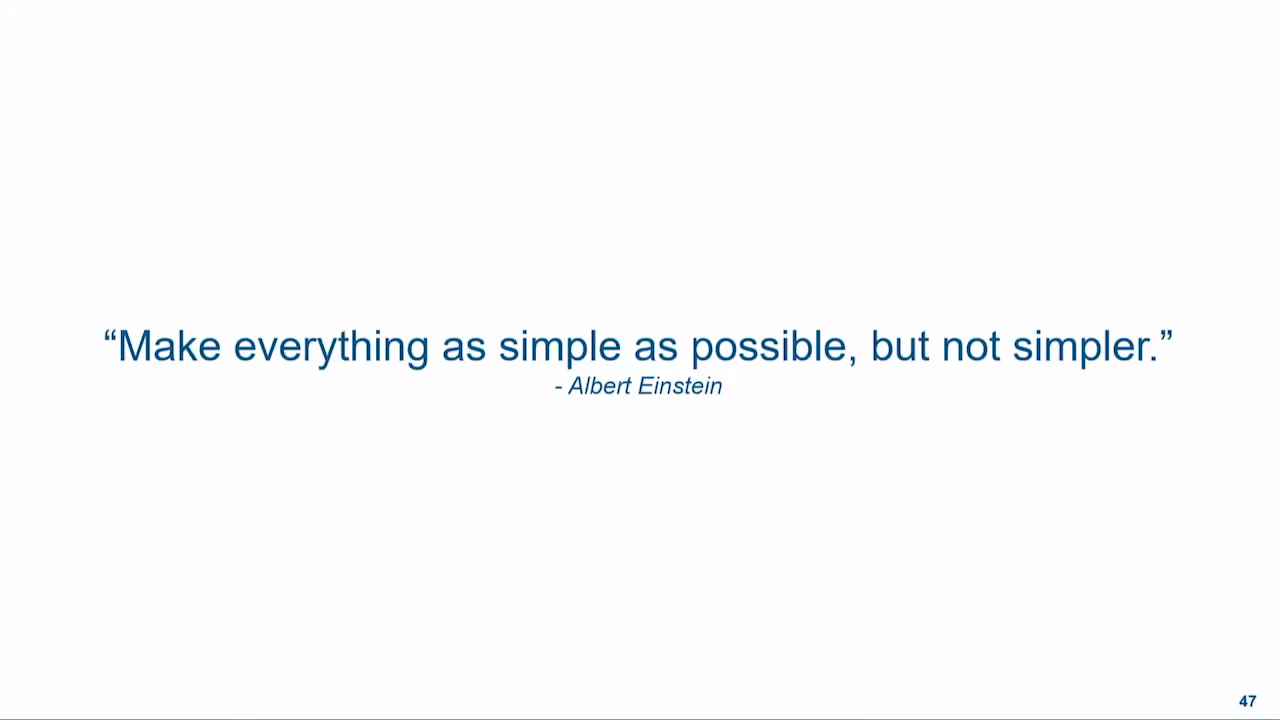 “Make everything as simple as possible, but not simpler.”
- Albert Einstein
47